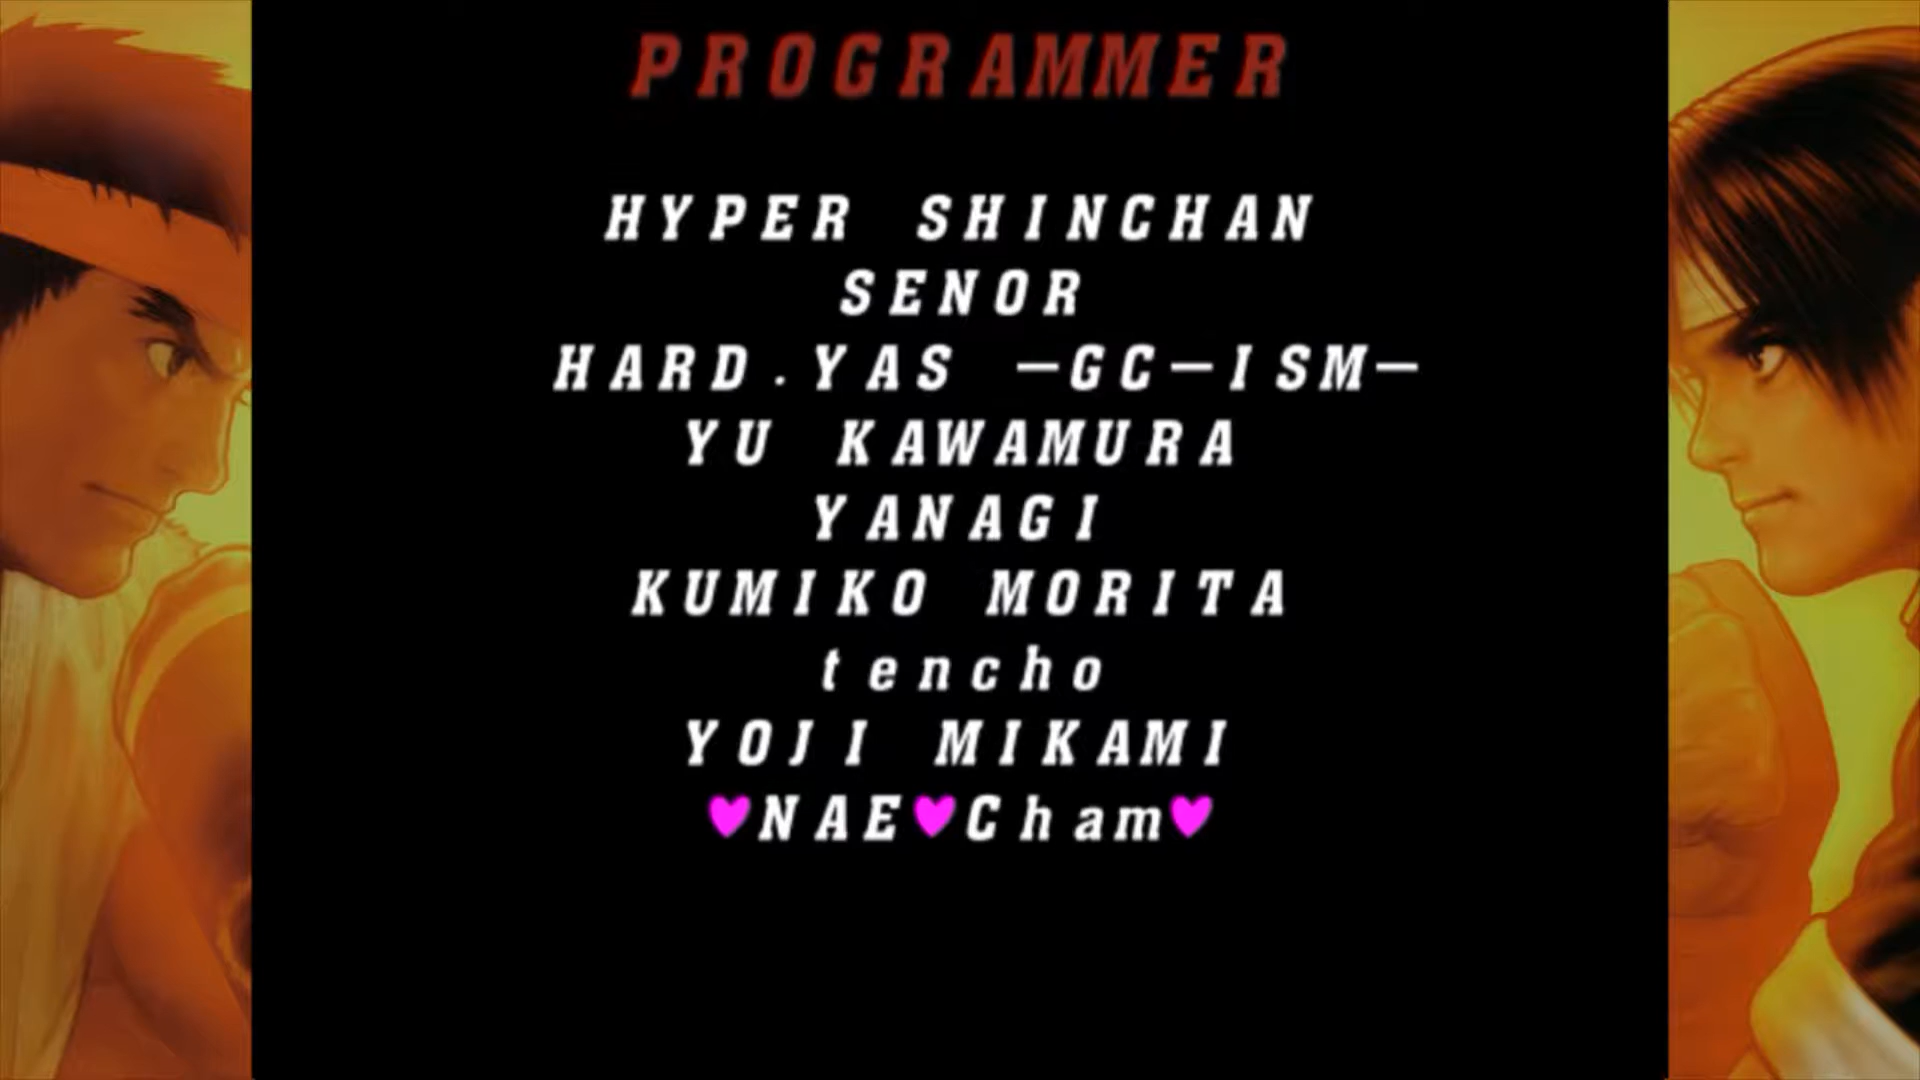 PROGRAMMER
HYPER SHINCHAN
SENOR
HARD.YAS —GC—ISM—
YU KAWAMURA
YANAGI
KUMIKO MORITA
tencho
YOJI MIKAMI
♥NAE♥Cham♥